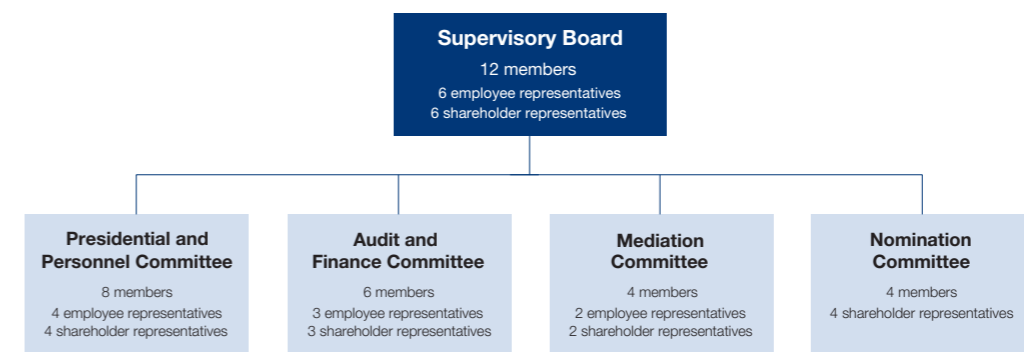 Supervisory Board
12 members
6 employee representatives
6 shareholder representatives
Presidential and
Personnel Committee
8 members
4 employee representatives
4 shareholder representatives
Audit and
Finance Committee
6 members
3 employee representatives
3 shareholder representatives
Mediation
Committee
4 members
2 employee representatives
2 shareholder representatives
Nomination
Committee
4 members
4 shareholder representatives